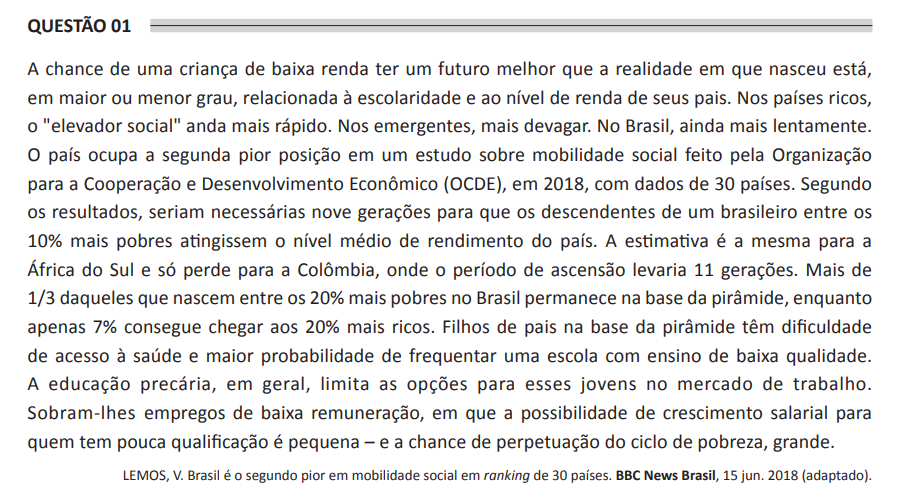 QUESTÃO 01
A chance de uma criança de baixa renda ter um futuro melhor que a realidade em que nasceu está,
em maior ou menor grau, relacionada à escolaridade e ao nível de renda de seus pais. Nos países ricos,
o "elevador social" anda mais rápido. Nos emergentes, mais devagar. No Brasil, ainda mais lentamente.
O país ocupa a segunda pior posição em um estudo sobre mobilidade social feito pela Organização
para a Cooperação e Desenvolvimento Econômico (OCDE), em 2018, com dados de 30 países. Segundo
os resultados, seriam necessárias nove gerações para que os descendentes de um brasileiro entre os
10% mais pobres atingissem o nível médio de rendimento do país. A estimativa é a mesma para a
África do Sul e só perde para a Colômbia, onde o período de ascensão levaria 11 gerações. Mais de
1/3 daqueles que nascem entre os 20% mais pobres no Brasil permanece na base da pirâmide, enquanto
apenas 7% consegue chegar aos 20% mais ricos. Filhos de pais na base da pirâmide têm dificuldade
de acesso à saúde e maior probabilidade de frequentar uma escola com ensino de baixa qualidade.
A educação precária, em geral, limita as opções para esses jovens no mercado de trabalho.
Sobram-lhes empregos de baixa remuneração, em que a possibilidade de crescimento salarial para
quem tem pouca qualificação é pequena – e a chance de perpetuação do ciclo de pobreza, grande.
LEMOS, V. Brasil é o segundo pior em mobilidade social em ranking de 30 países. BBC News Brasil, 15 jun. 2018 (adaptado).